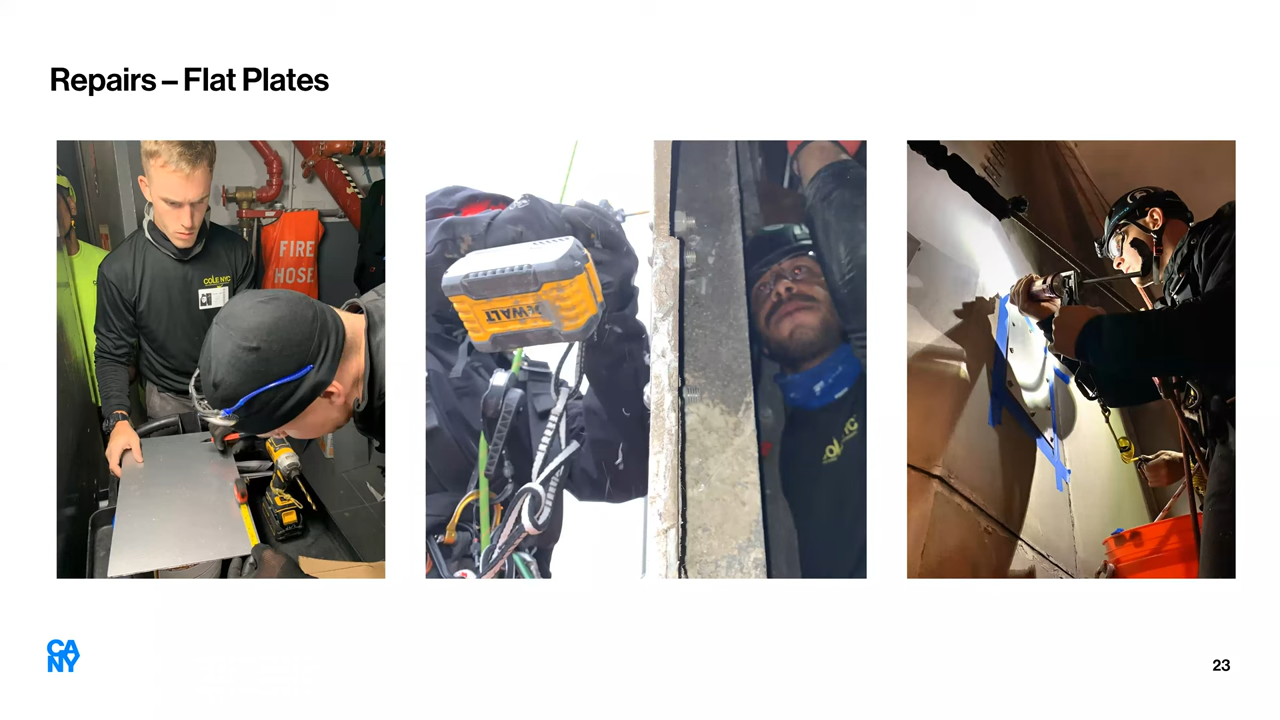 Repairs – Flat Plates
FIRE
HOSE
COLE NYC
DEWALT
CA
NY
23